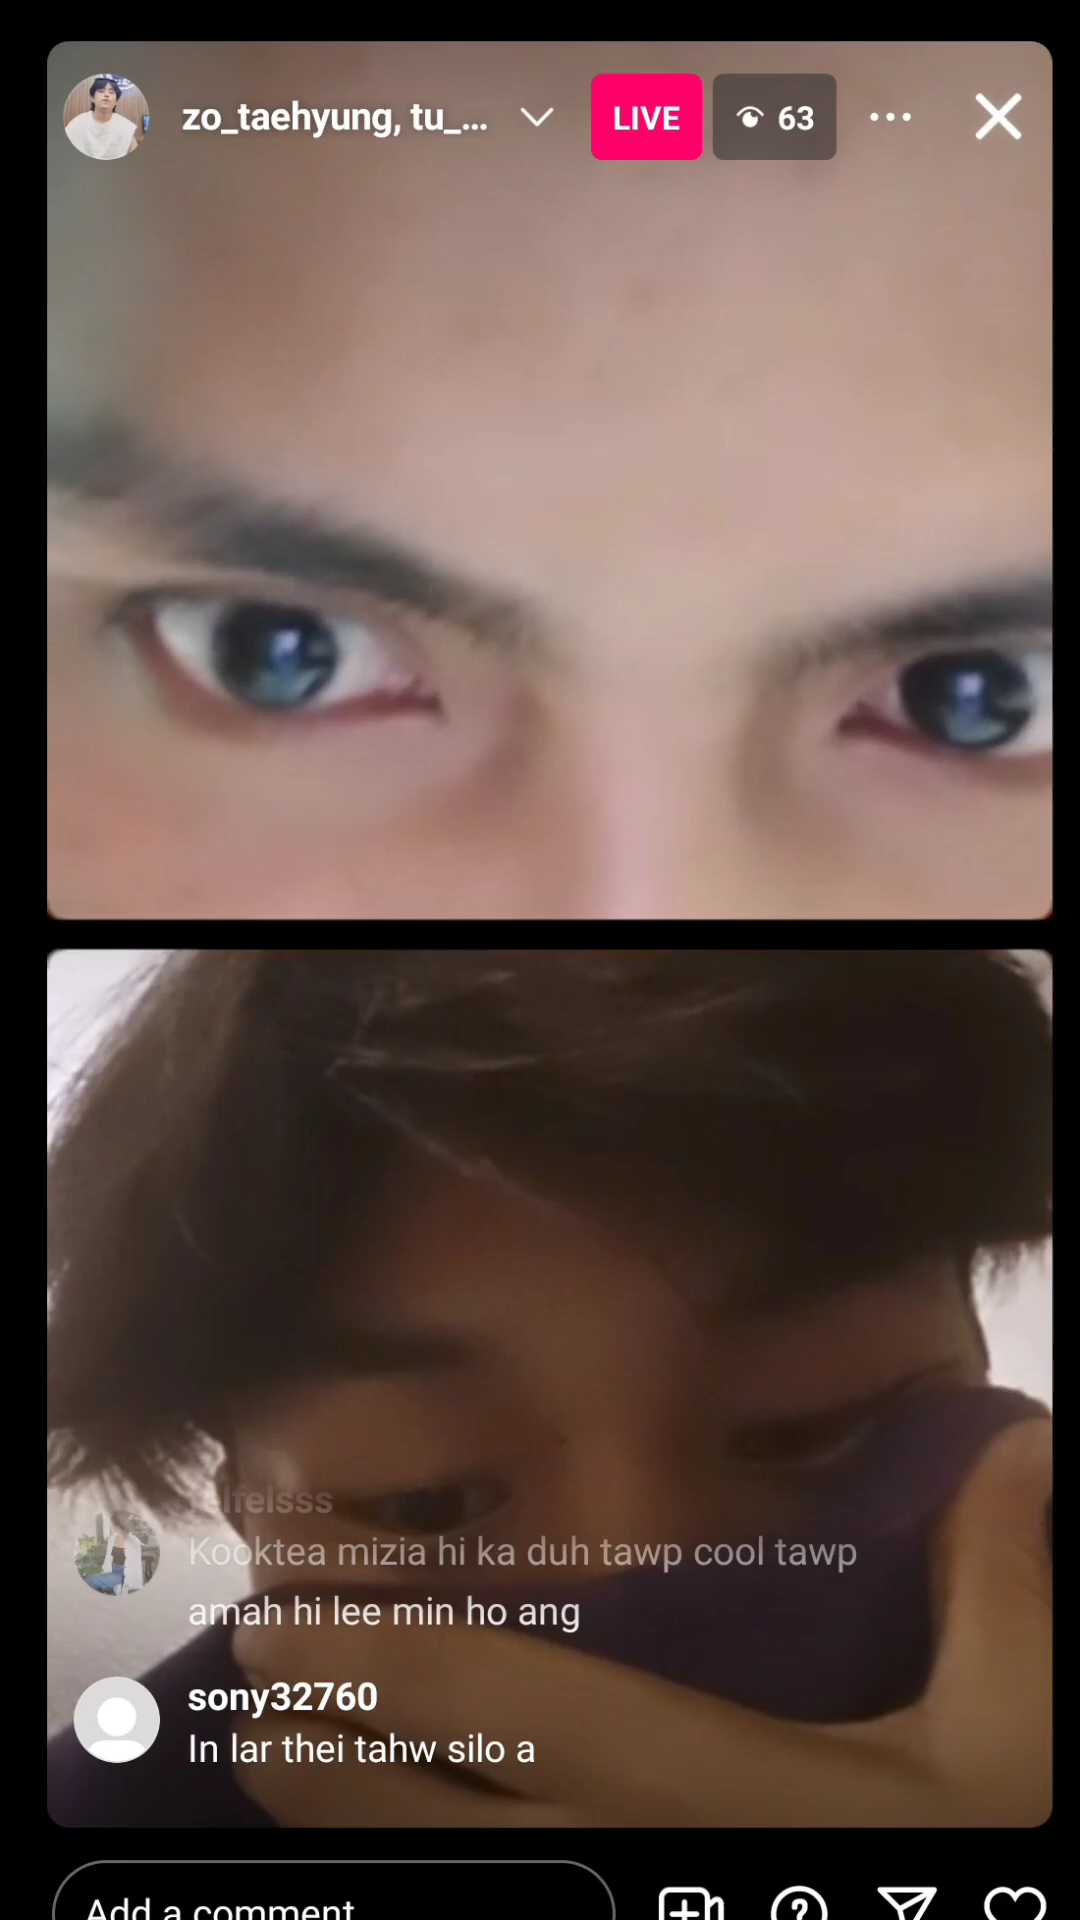 zo_taehyung, tu_...
LIVE
63
felfelsss
Kooktea mizia hi ka duh tawp cool tawp
amah hi lee min ho ang
sony32760
In lar thei tahw silo a
Add a comment